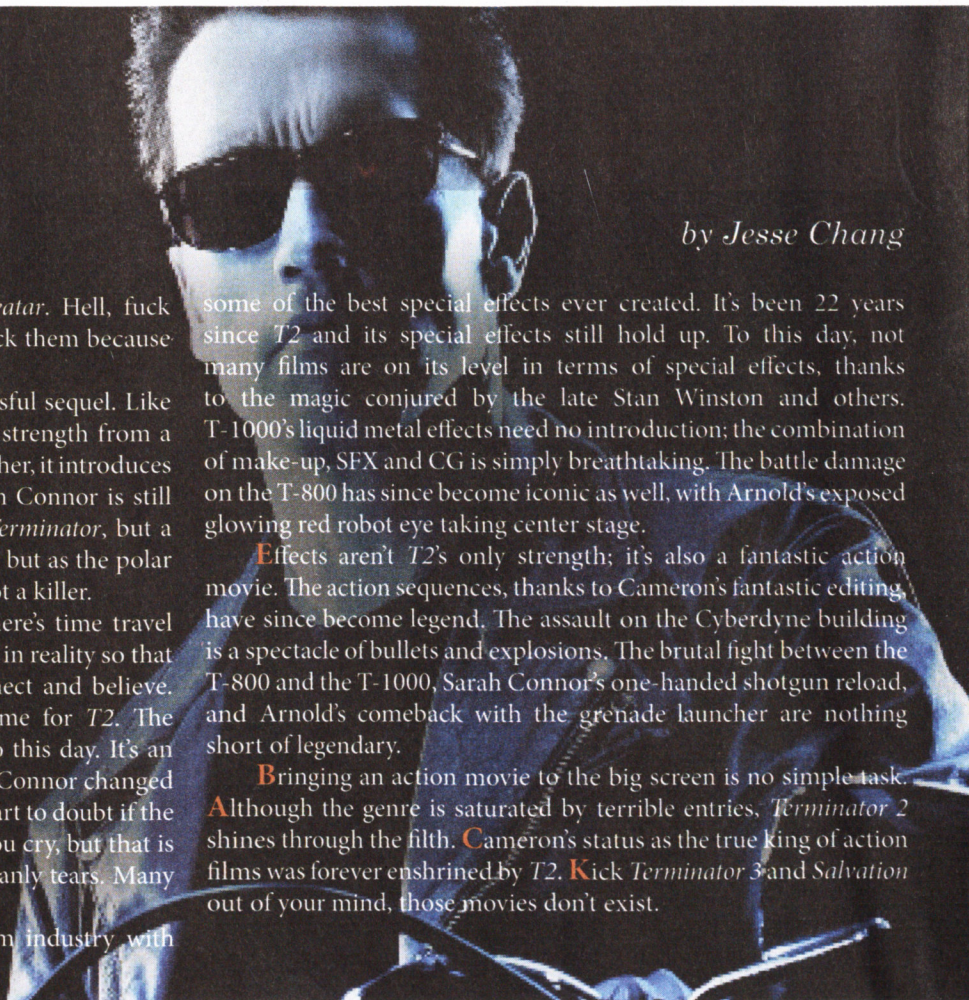 by Jesse Chang
vatar. Hell, fuck
ck them because
sful sequel. Like
strength from a
her, it introduces
n Connor is still
Terminator, but a
but as the polar
ot a killer.
ere's time travel
in reality so that
nect and believe.
me for T2. The
o this day. It's an
Connor changed
art to doubt if the
ou cry, but that is
anly tears. Many
m industry with
some of the best special effects ever created. It's been 22 years
since T2 and its special effects still hold up. To this day, not
many films are on its level in terms of special effects, thanks
to the magic conjured by the late Stan Winston and others.
T-1000's liquid metal effects need no introduction; the combination
of make-up, SFX and CG is simply breathtaking. The battle damage
on the T-800 has since become iconic as well, with Arnold's exposed
glowing red robot eye taking center stage.
Effects aren't T2's only strength; it's also a fantastic action
movie. The action sequences, thanks to Cameron's fantastic editing,
have since become legend. The assault on the Cyberdyne building
is a spectacle of bullets and explosions. The brutal fight between the
T-800 and the T-1000, Sarah Connor's one-handed shotgun reload,
and Arnold's comeback with the grenade launcher are nothing
short of legendary.
Bringing an action movie to the big screen is no simple task.
Although the genre is saturated by terrible entries, Terminator 2
shines through the filth. Cameron's status as the true king of action
films was forever enshrined by T2. Kick Terminator 3 and Salvation
out of your mind, those movies don't exist.